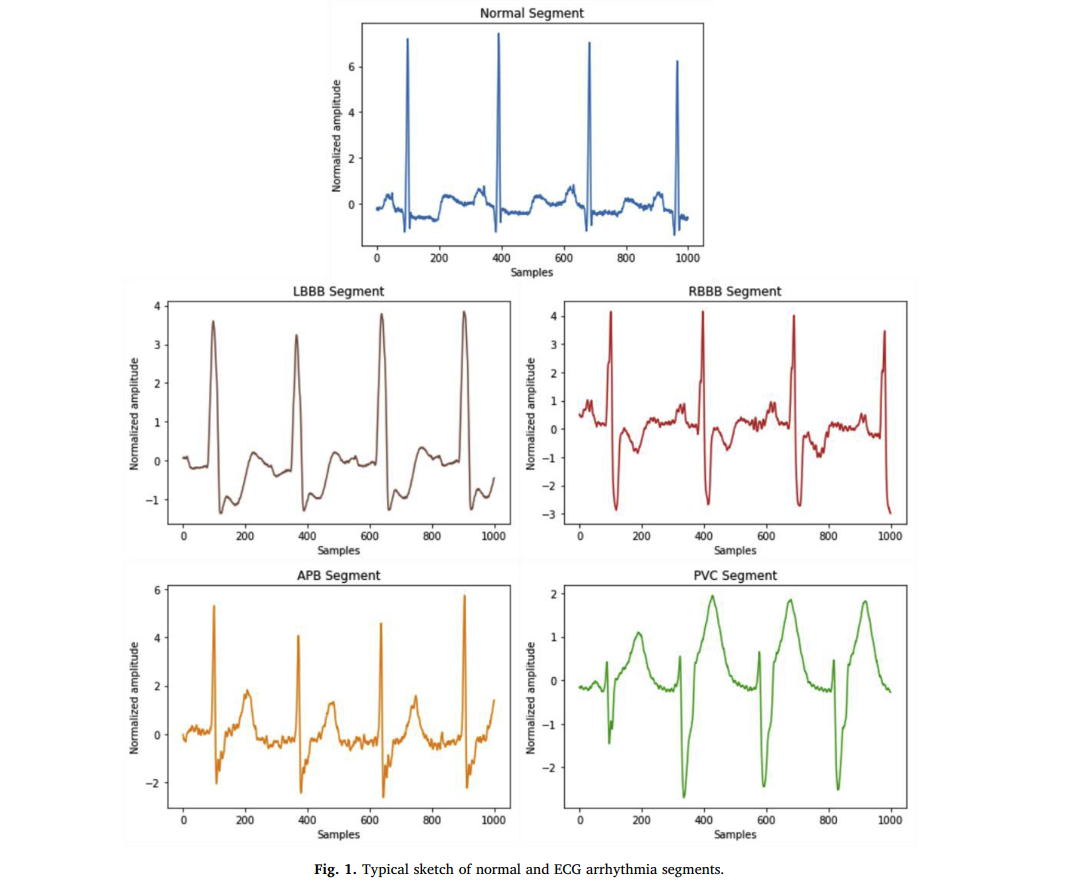 Normal Segment
Normalized amplitude
6
4
2
0
0 200 400 600 800 1000
Samples
LBBB Segment
Normalized amplitude
4
3
2
1
0
−1
0 200 400 600 800 1000
Samples
RBBB Segment
Normalized amplitude
4
3
2
1
0
−1
−2
−3
0 200 400 600 800 1000
Samples
APB Segment
Normalized amplitude
6
4
2
0
−2
0 200 400 600 800 1000
Samples
PVC Segment
Normalized amplitude
2
1
0
−1
−2
0 200 400 600 800 1000
Samples
Fig. 1. Typical sketch of normal and ECG arrhythmia segments.